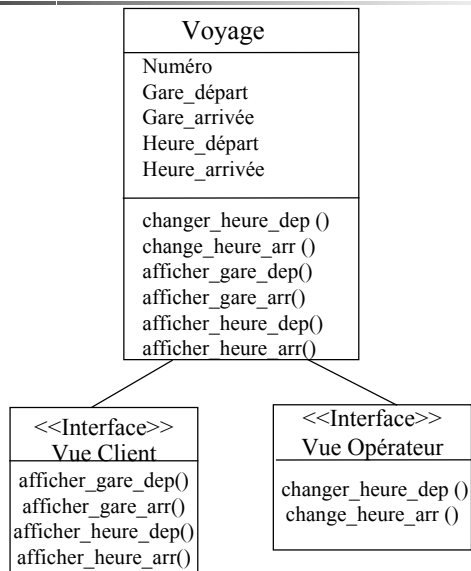 Voyage
Numéro
Gare_départ
Gare_arrivée
Heure_départ
Heure_arrivée
changer_heure_dep ()
change_heure_arr ()
afficher_gare_dep()
afficher_gare_arr()
afficher_heure_dep()
afficher_heure_arr()
<<Interface>>
Vue Client
afficher_gare_dep()
afficher_gare_arr()
afficher_heure_dep()
afficher_heure_arr()
<<Interface>>
Vue Opérateur
changer_heure_dep ()
change_heure_arr ()